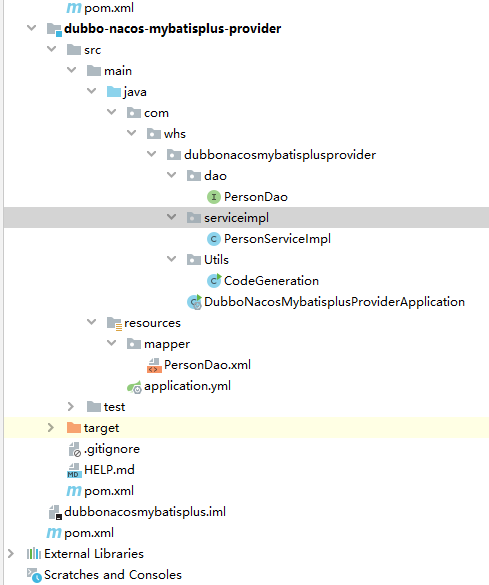 pom.xml
dubbo-nacos-mybatisplus-provider
src
main
java
com
whs
dubbonacosmybatisplusprovider
dao
PersonDao
serviceimpl
PersonServiceImpl
Utils
CodeGeneration
DubboNacosMybatisplusProviderApplication
resources
mapper
PersonDao.xml
application.yml
test
target
.gitignore
HELP.md
pom.xml
dubbonacosmybatisplus.iml
pom.xml
External Libraries
Scratches and Consoles